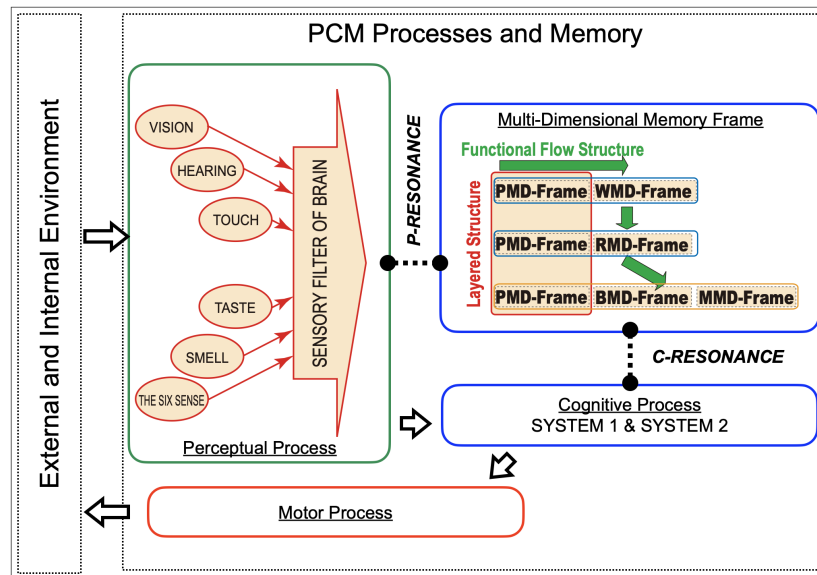 PCM Processes and Memory
External and Internal Environment
VISION
HEARING
TOUCH
TASTE
SMELL
THE SIX SENSE
SENSORY FILTER OF BRAIN
Perceptual Process
P-RESONANCE
Multi-Dimensional Memory Frame
Functional Flow Structure
Layered Structure
PMD-Frame WMD-Frame
PMD-Frame RMD-Frame
PMD-Frame BMD-Frame MMD-Frame
C-RESONANCE
Cognitive Process
SYSTEM 1 & SYSTEM 2
Motor Process